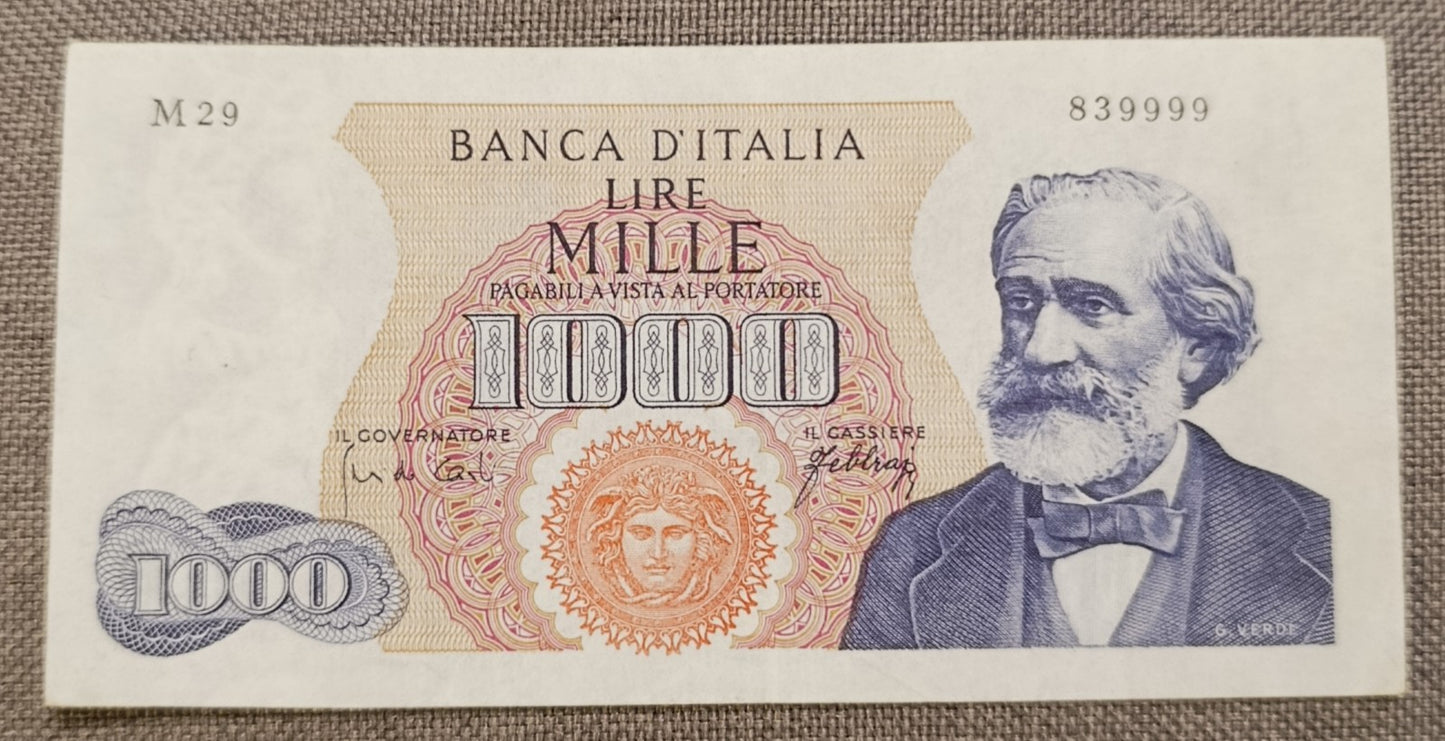 M 29
839999
BANCA D'ITALIA
LIRE
MILLE
PAGABILI A VISTA AL PORTATORE
1000
IL GOVERNATORE
IL CASSIERE
1000
G. VERDI